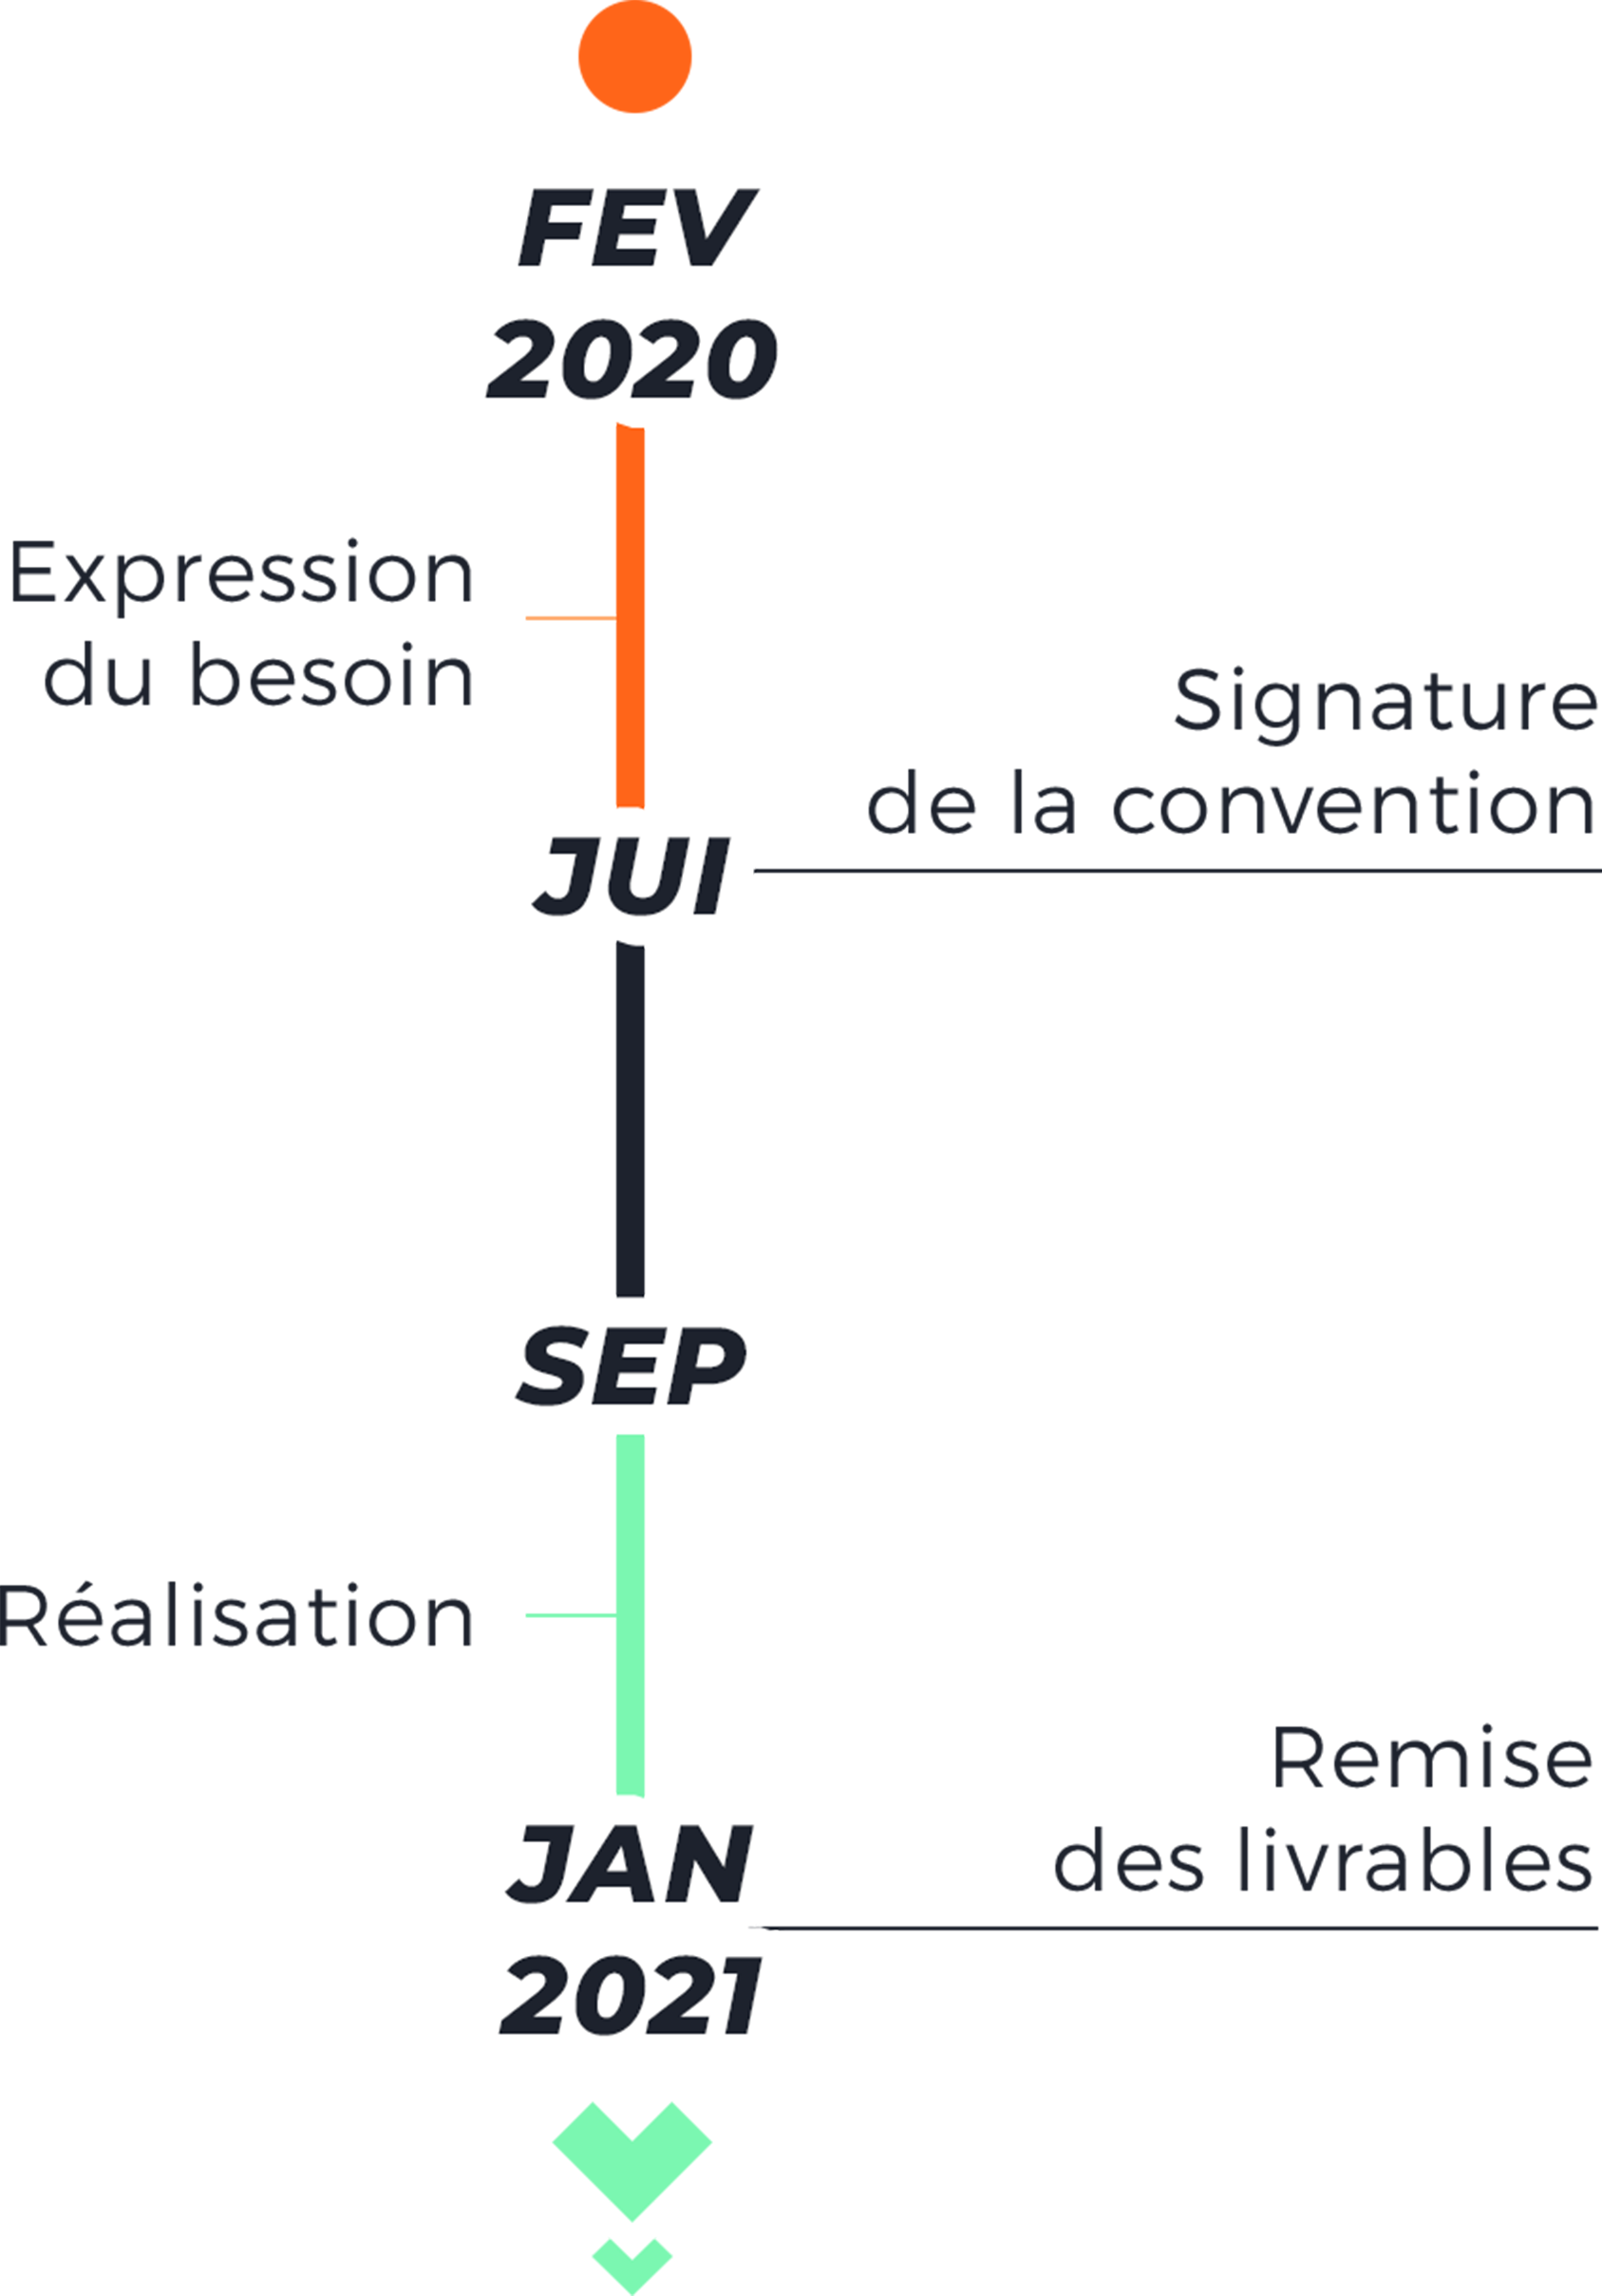 FEV
2020
Expression
du besoin
Signature
de la convention
JUI
SEP
Réalisation
Remise
des livrables
JAN
2021